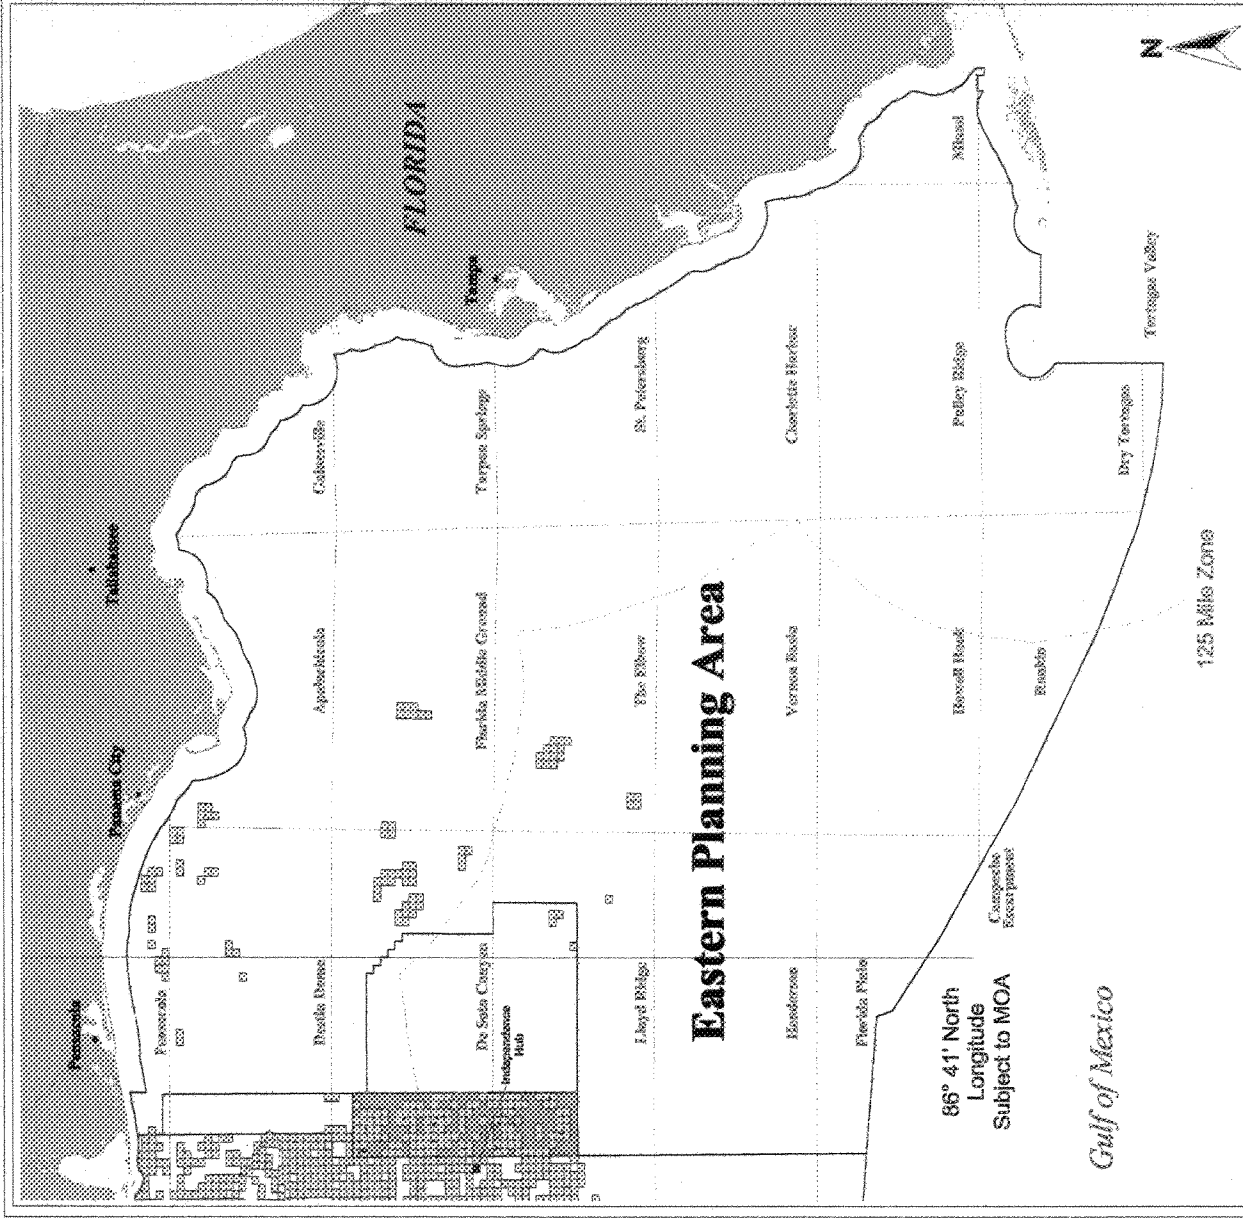 Pensacola
Panama City
Tallahassee
Pensacola
Destin Dome
Apalachicola
Gainesville
FLORIDA
Tampa
De Soto Canyon
Florida Middle Ground
Tarpon Springs
Independence
Hub
Lloyd Ridge
The Elbow
St. Petersburg
Eastern Planning Area
Henderson
Vernon Basin
Charlotte Harbor
Florida Plain
Howell Hook
Pulley Ridge
Miami
86° 41' North
Longitude
Subject to MOA
Campeche
Escarpment
Rankin
Dry Tortugas
Tortugas Valley
Gulf of Mexico
125 Mile Zone
N